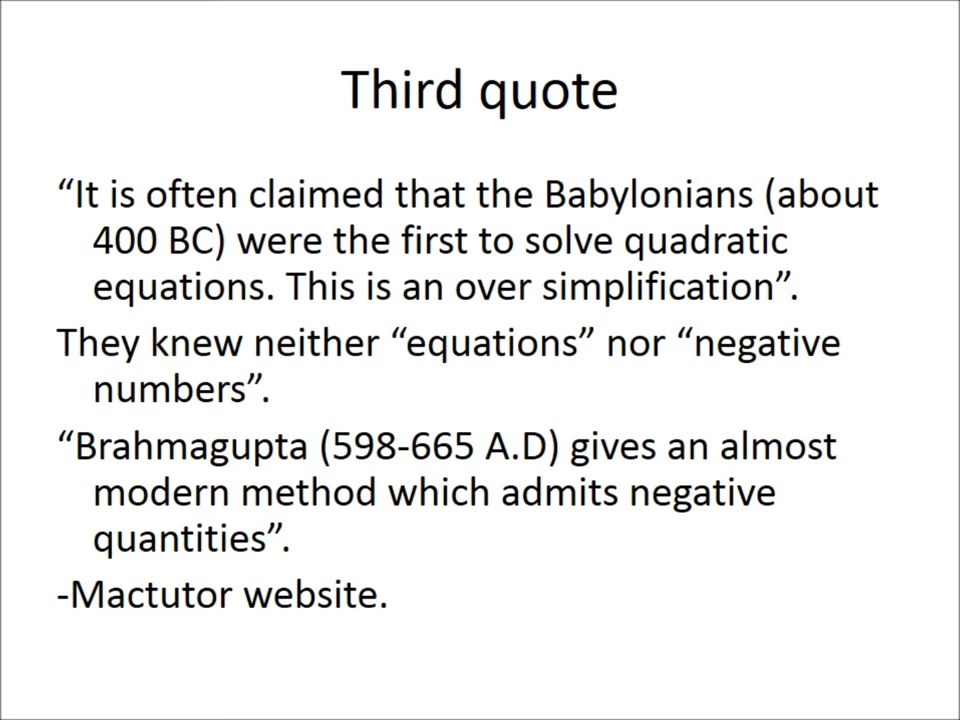 Third quote
“It is often claimed that the Babylonians (about
400 BC) were the first to solve quadratic
equations. This is an over simplification”.
They knew neither “equations” nor “negative
numbers”.
“Brahmagupta (598-665 A.D) gives an almost
modern method which admits negative
quantities”.
-Mactutor website.